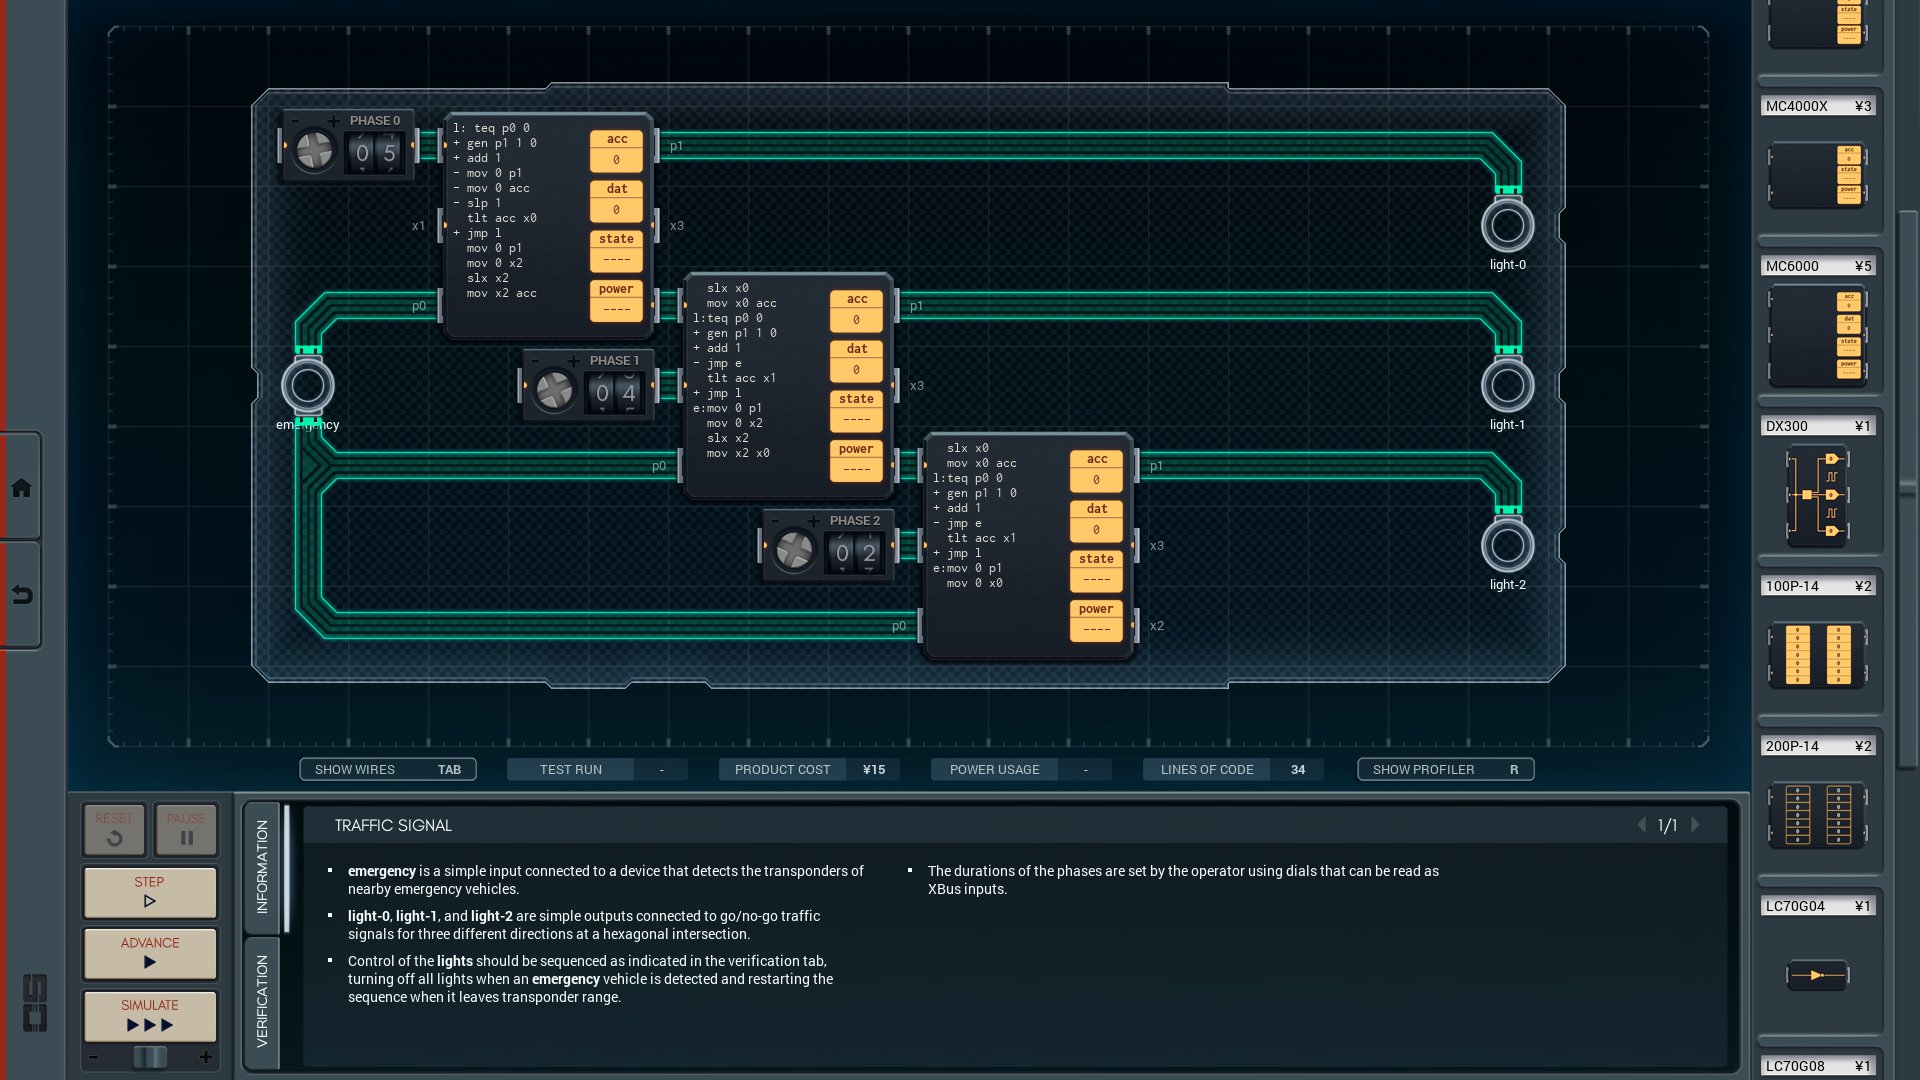 PHASE 0
0 5
l: teq p0 0
+ gen p1 1 0
+ add 1
- mov 0 p1
- mov 0 acc
- slp 1
tlt acc x0
+ jmp l
mov 0 p1
mov 0 x2
slx x2
mov x2 acc
acc
0
dat
0
state
----
power
----
p1
x1
x3
p0
light-0
slx x0
mov x0 acc
l:teq p0 0
+ gen p1 1 0
+ add 1
- jmp e
tlt acc x1
+ jmp l
e:mov 0 p1
mov 0 x2
slx x2
mov x2 x0
acc
0
dat
0
state
----
power
----
p1
x3
p0
PHASE 1
0 4
emergency
light-1
slx x0
mov x0 acc
l:teq p0 0
+ gen p1 1 0
+ add 1
- jmp e
tlt acc x1
+ jmp l
e:mov 0 p1
mov 0 x0
acc
0
dat
0
state
----
power
----
p1
x3
x2
p0
PHASE 2
0 2
light-2
state
----
power
----
MC4000X ¥3
acc
0
state
----
power
----
MC6000 ¥5
acc
0
dat
0
state
----
power
----
DX300 ¥1
100P-14 ¥2
200P-14 ¥2
LC70G04 ¥1
LC70G08 ¥1
SHOW WIRES TAB
TEST RUN -
PRODUCT COST ¥15
POWER USAGE -
LINES OF CODE 34
SHOW PROFILER R
RESET
PAUSE
STEP
ADVANCE
SIMULATE
- +
INFORMATION
VERIFICATION
TRAFFIC SIGNAL
1/1
▪ emergency is a simple input connected to a device that detects the transponders of
nearby emergency vehicles.
▪ light-0, light-1, and light-2 are simple outputs connected to go/no-go traffic
signals for three different directions at a hexagonal intersection.
▪ Control of the lights should be sequenced as indicated in the verification tab,
turning off all lights when an emergency vehicle is detected and restarting the
sequence when it leaves transponder range.
▪ The durations of the phases are set by the operator using dials that can be read as
XBus inputs.